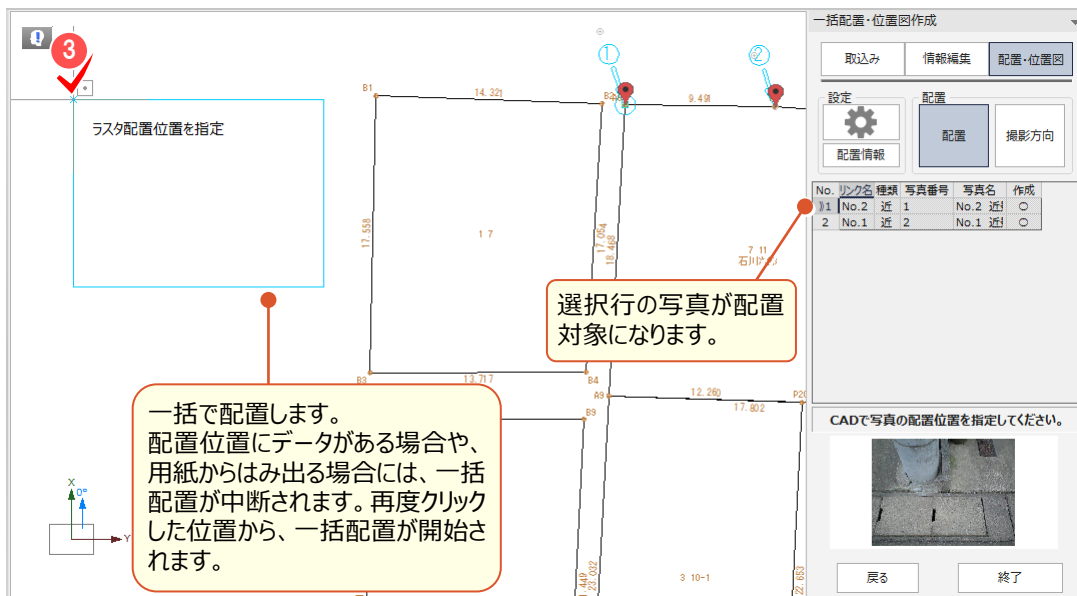 3
ラスタ配置位置を指定
B1
14.321
B2
①
②
9.491
17.558
1 7
17.054
18.468
7 11
B3
13.717
B4
A9
12.260
17.802
B9
23.032
3 10-1
22.653
X
0°
Y
一括で配置します。
配置位置にデータがある場合や、
用紙からはみ出る場合には、一括
配置が中断されます。再度クリック
した位置から、一括配置が開始さ
れます。
選択行の写真が配置
対象になります。
一括配置・位置図作成
取込み 情報編集 配置・位置図
設定 配置
配置 撮影方向
配置情報
No. リンク名 種類 写真番号 写真名 作成
1 No.2 近 1 No.2 ○
2 No.1 近 2 No.1 ○
CADで写真の配置位置を指定してください。
戻る 終了